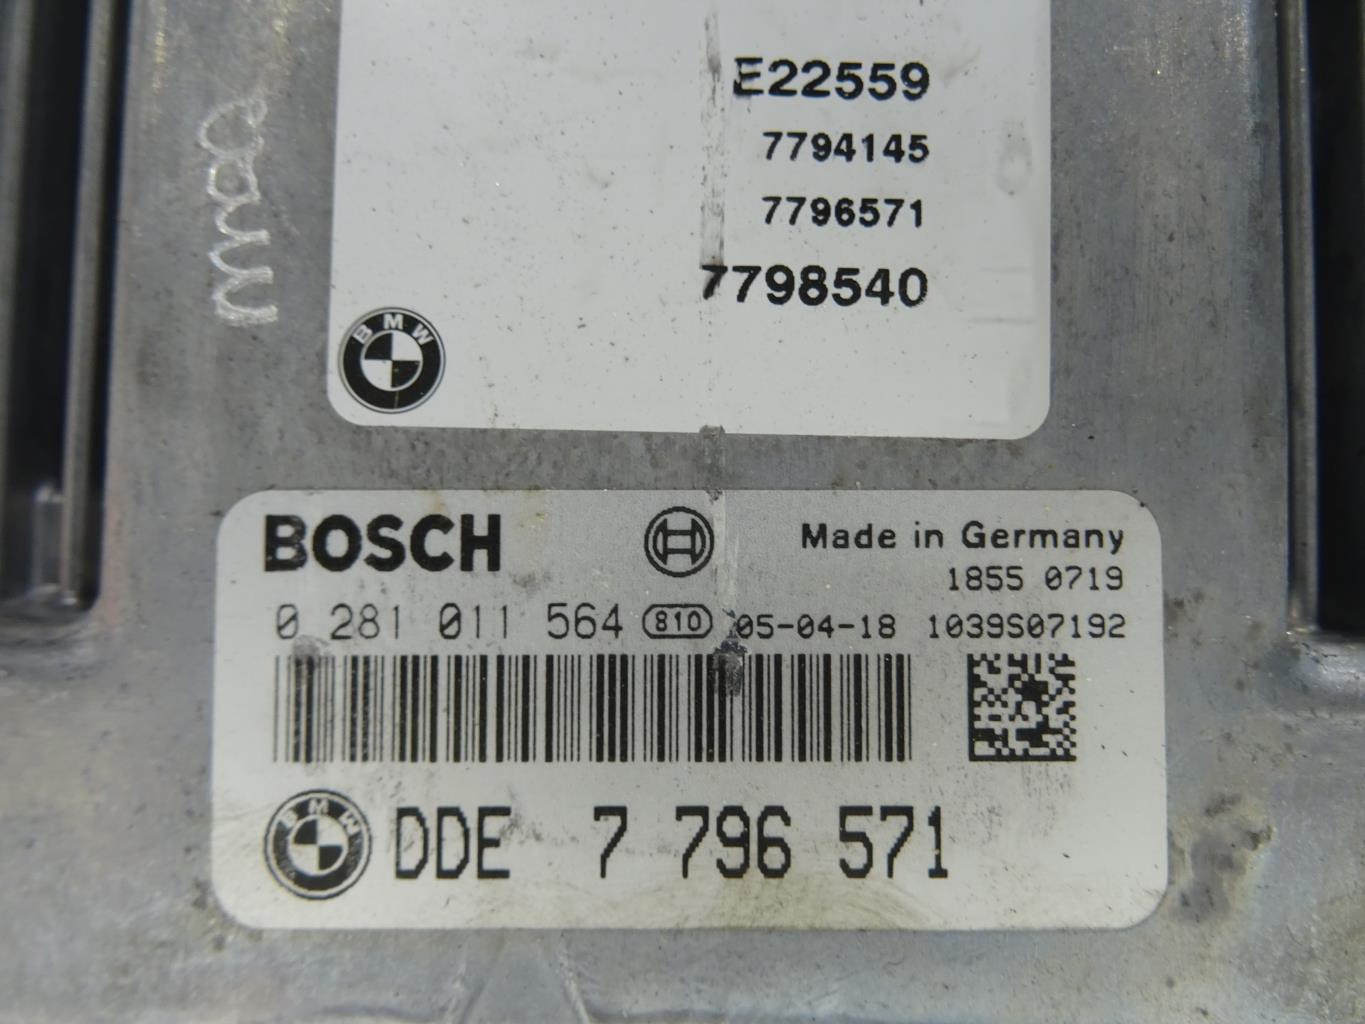 E22559
7794145
7796571
7798540
BMW
BOSCH
Made in Germany
1855 0719
0 281 011 564 810 05-04-18 1039S07192
BMW
DDE 7 796 571